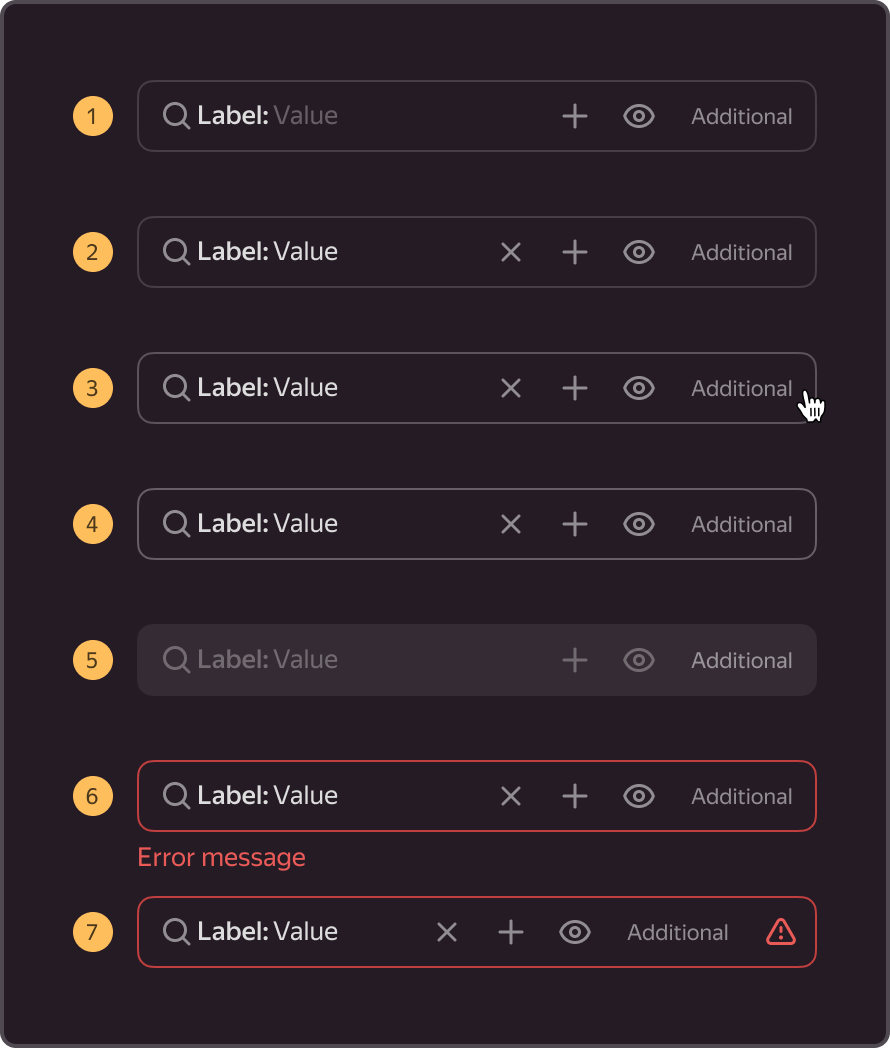 1 Label: Value Additional
2 Label: Value Additional
3 Label: Value Additional
4 Label: Value Additional
5 Label: Value Additional
6 Label: Value Additional
Error message
7 Label: Value Additional